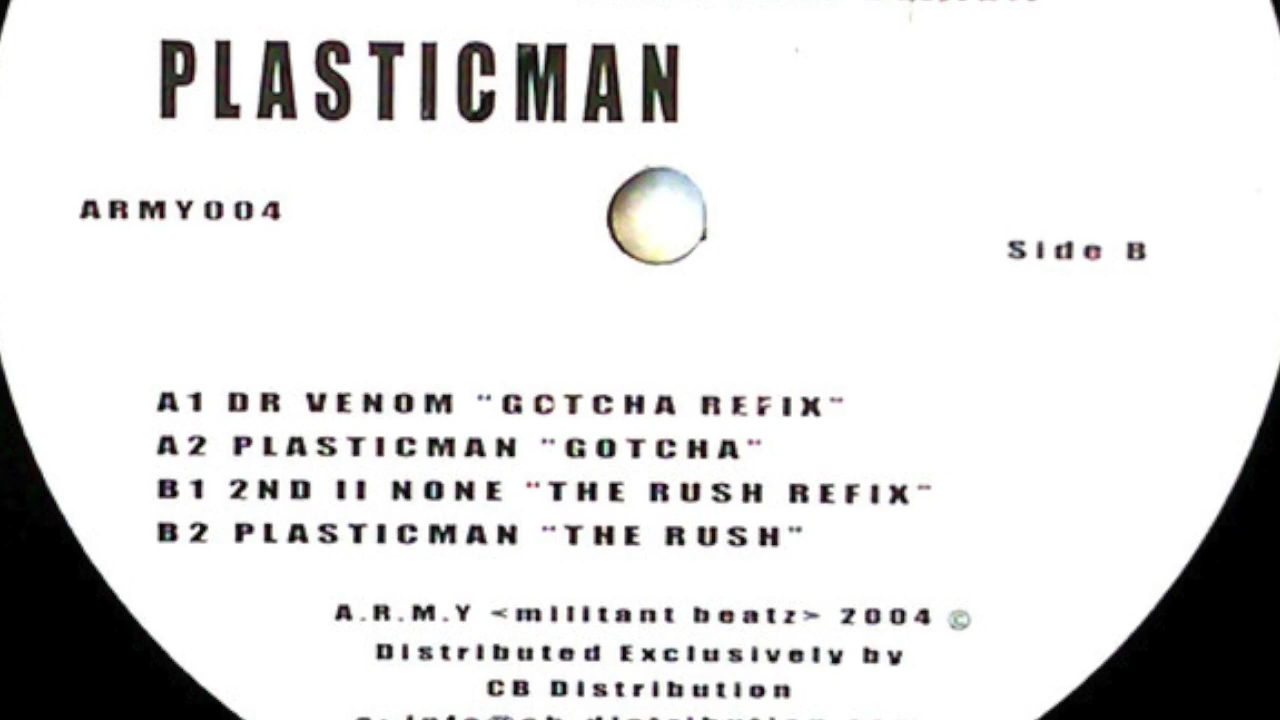 PLASTICMAN
ARMY004
Side B
A1 DR VENOM "GOTCHA REFIX"
A2 PLASTICMAN "GOTCHA"
B1 2ND II NONE "THE RUSH REFIX"
B2 PLASTICMAN "THE RUSH"
A.R.M.Y <militant beatz> 2004 ©
Distributed Exclusively by
CB Distribution